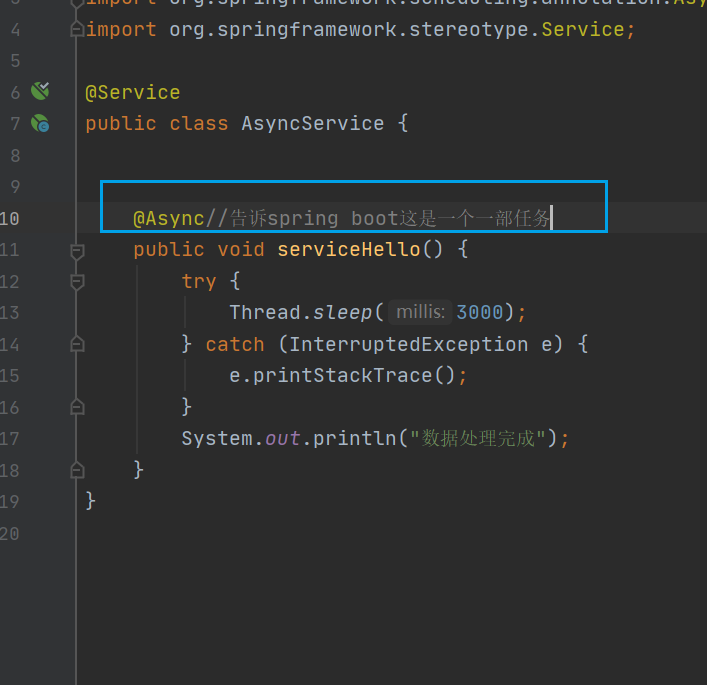 import org.springframework.scheduling.annotation.Asy
4 import org.springframework.stereotype.Service;
5
6 @Service
7 public class AsyncService {
8
9
10 @Async//告诉spring boot这是一个一部任务
11 public void serviceHello() {
12 try {
13 Thread.sleep( millis: 3000);
14 } catch (InterruptedException e) {
15 e.printStackTrace();
16 }
17 System.out.println("数据处理完成");
18 }
19 }
20